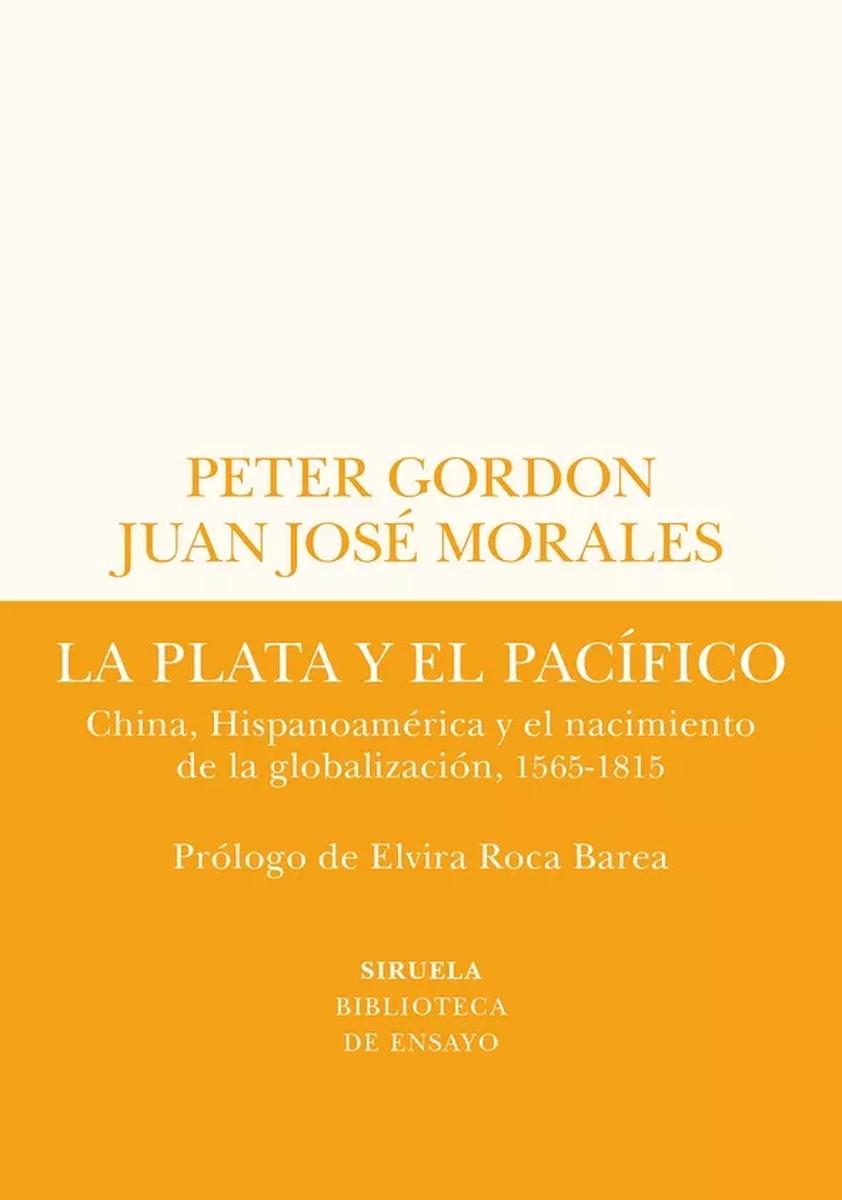 PETER GORDON
JUAN JOSÉ MORALES
LA PLATA Y EL PACÍFICO
China, Hispanoamérica y el nacimiento
de la globalización, 1565-1815
Prólogo de Elvira Roca Barea
SIRUELA
BIBLIOTECA
DE ENSAYO